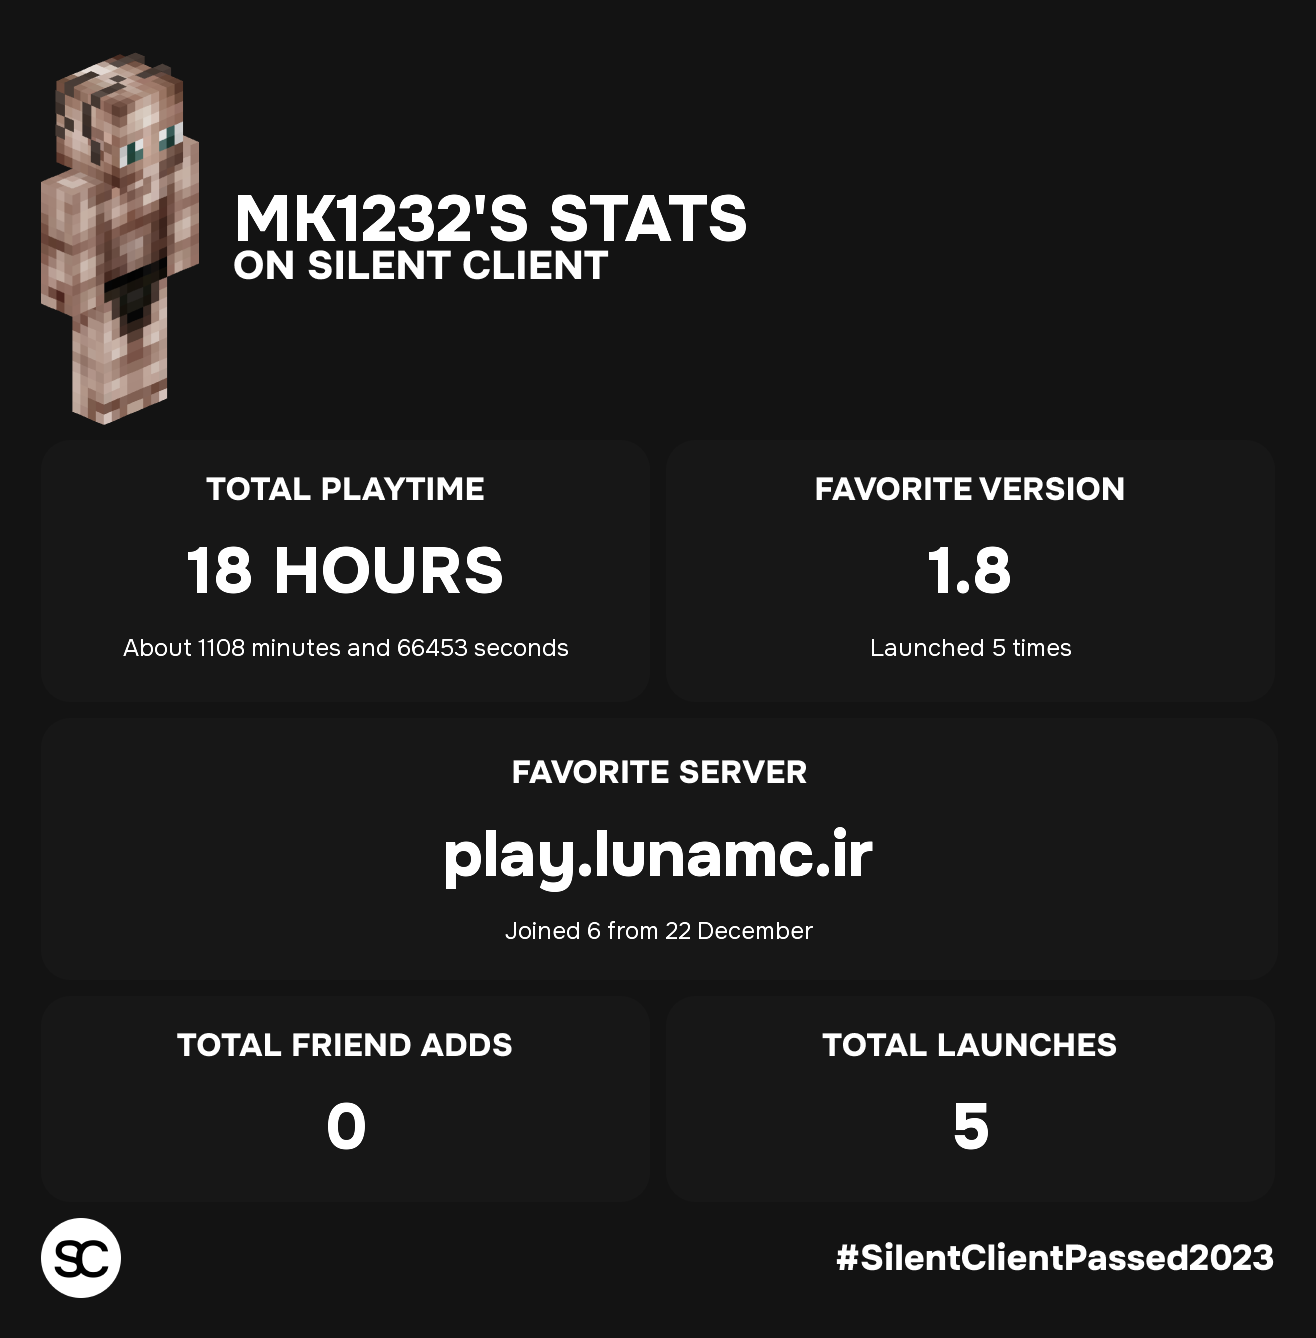 MK1232'S STATS
ON SILENT CLIENT
TOTAL PLAYTIME
18 HOURS
About 1108 minutes and 66453 seconds
FAVORITE VERSION
1.8
Launched 5 times
FAVORITE SERVER
play.lunamc.ir
Joined 6 from 22 December
TOTAL FRIEND ADDS
0
TOTAL LAUNCHES
5
SC
#SilentClientPassed2023